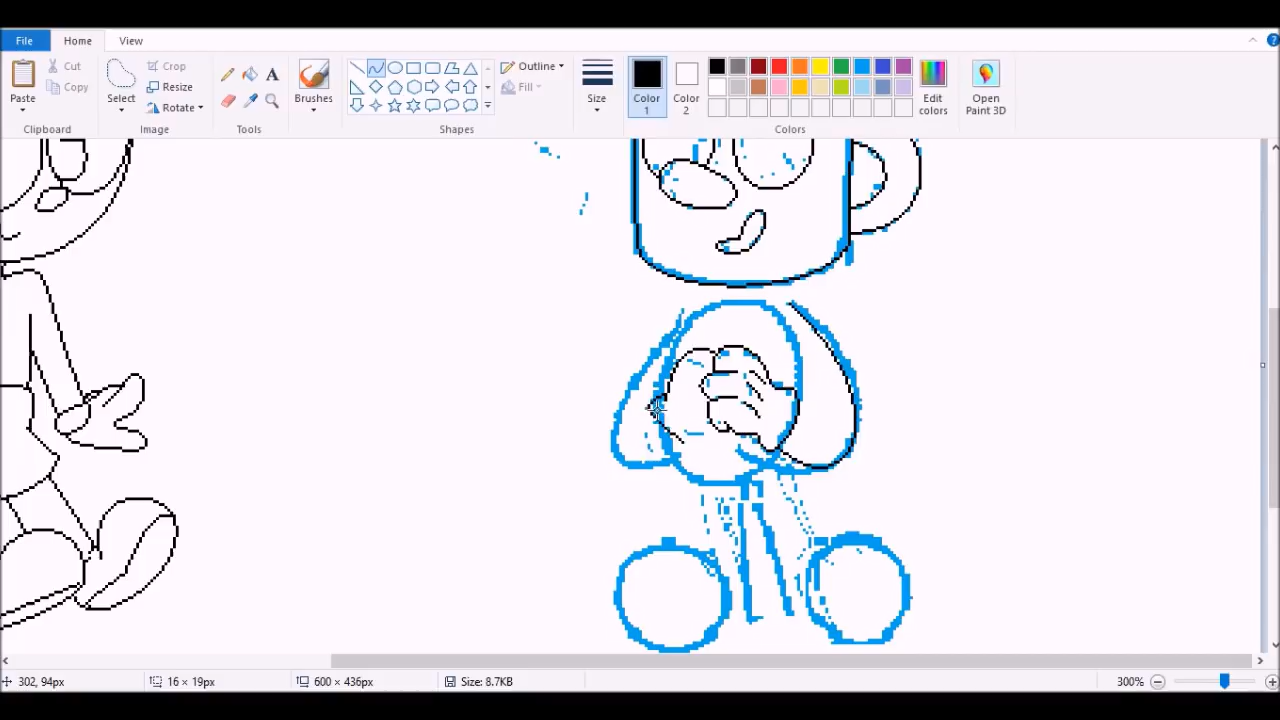 File Home View
Paste Cut Copy
Clipboard
Select Crop Resize Rotate
Image
A
Tools
Brushes
Outline Fill
Shapes
Size
Color 1
Color 2
Edit colors
Colors
Open Paint 3D
302, 94px 16 × 19px 600 × 436px Size: 8.7KB 300%